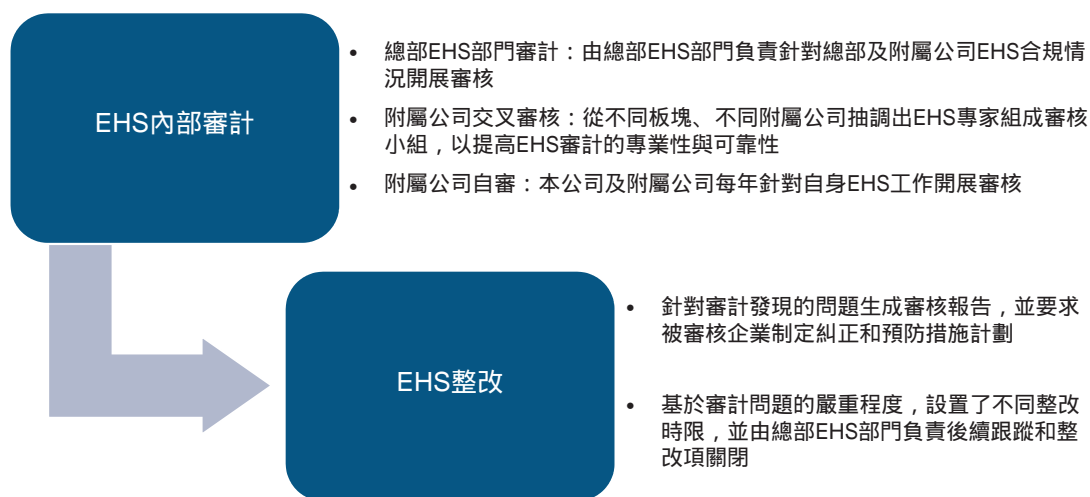 EHS內部審計
• 總部EHS部門審計：由總部EHS部門負責針對總部及附屬公司EHS合規情
況開展審核
• 附屬公司交叉審核：從不同板塊、不同附屬公司抽調出EHS專家組成審核
小組，以提高EHS審計的專業性與可靠性
• 附屬公司自審：本公司及附屬公司每年針對自身EHS工作開展審核
EHS整改
• 針對審計發現的問題生成審核報告，並要求
被審核企業制定糾正和預防措施計劃
• 基於審計問題的嚴重程度，設置了不同整改
時限，並由總部EHS部門負責後續跟蹤和整
改項關閉